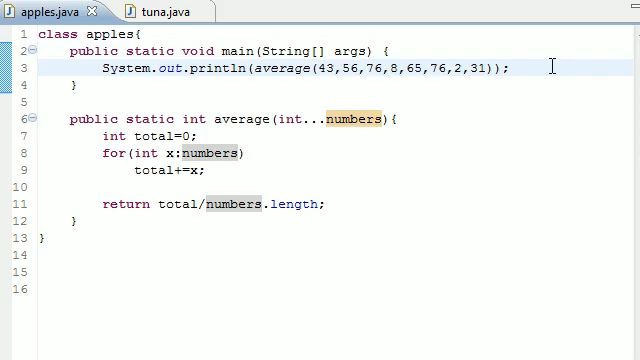 apples.java tuna.java
1 class apples{
2 public static void main(String[] args) {
3 System.out.println(average(43,56,76,8,65,76,2,31));
4 }
5
6 public static int average(int...numbers){
7 int total=0;
8 for(int x:numbers)
9 total+=x;
10
11 return total/numbers.length;
12 }
13 }
14
15
16